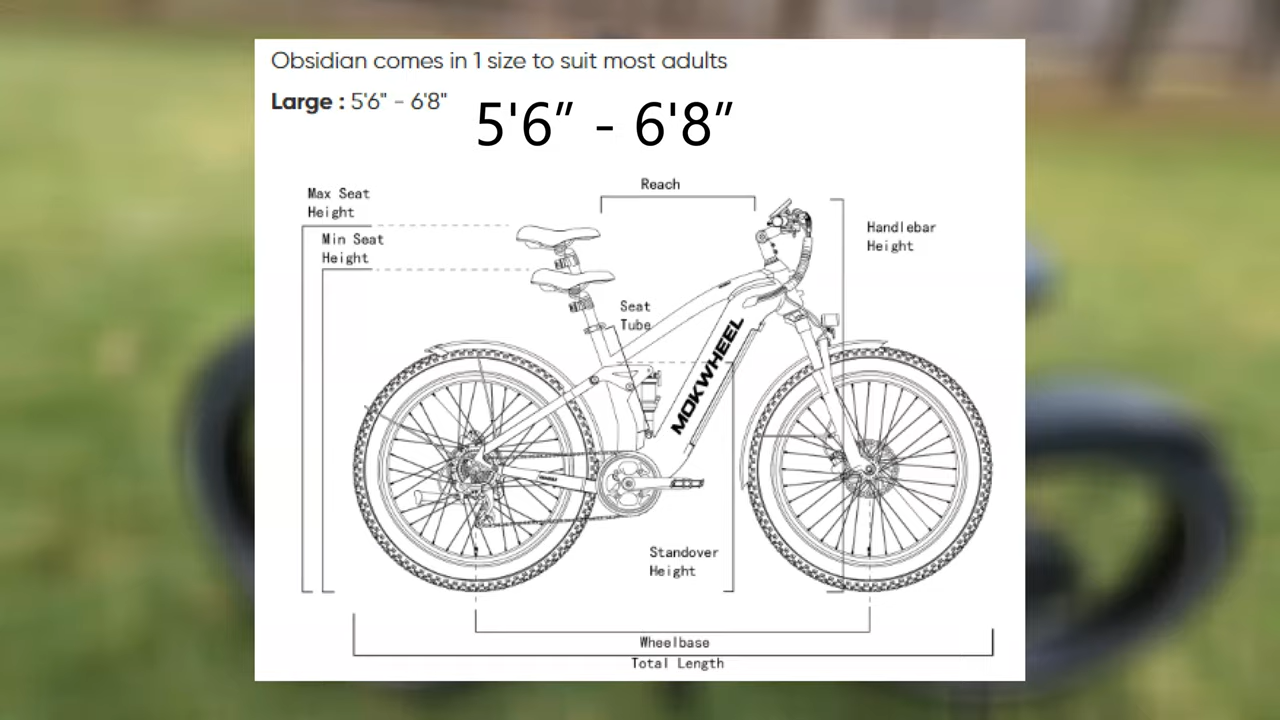 Obsidian comes in 1 size to suit most adults
Large : 5'6" - 6'8"
5'6” - 6'8”
Reach
Max Seat
Height
Min Seat
Height
Handlebar
Height
Seat
Tube
MOKWHEEL
Standover
Height
Wheelbase
Total Length